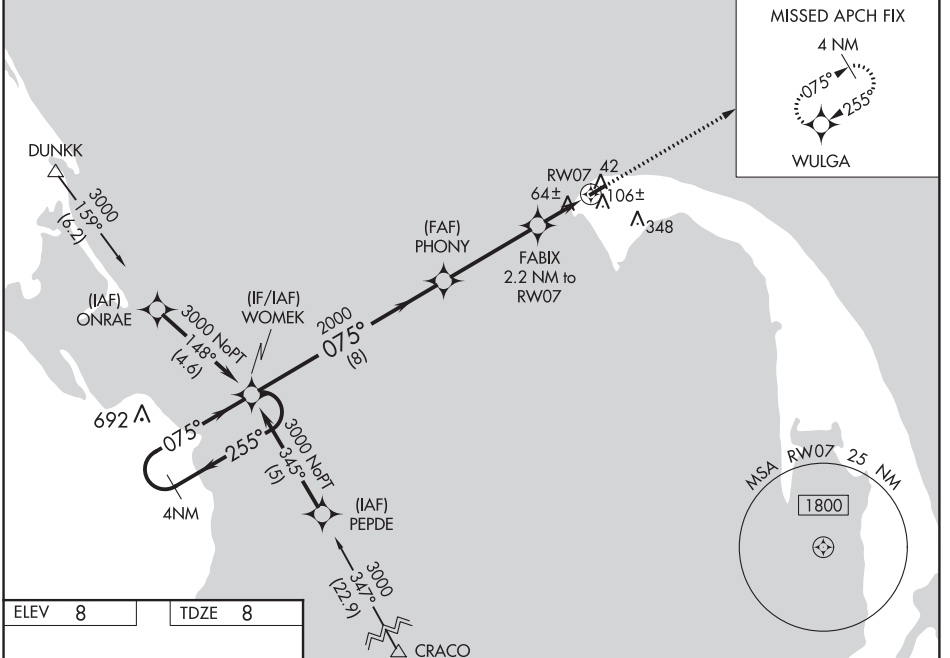 MISSED APCH FIX
4 NM
075°
255°
WULGA
DUNKK
3000
159°
(6.2)
RW07
42
64±
106±
348
(FAF)
PHONY
FABIX
2.2 NM to
RW07
(IAF)
ONRAE
(IF/IAF)
WOMEK
3000 NoPT
148°
(4.6)
2000
075°
(8)
692
075°
255°
4NM
3000 NoPT
345°
(5)
(IAF)
PEPDE
3000
347°
(22.9)
CRACO
MSA RW07 25 NM
1800
ELEV 8
TDZE 8